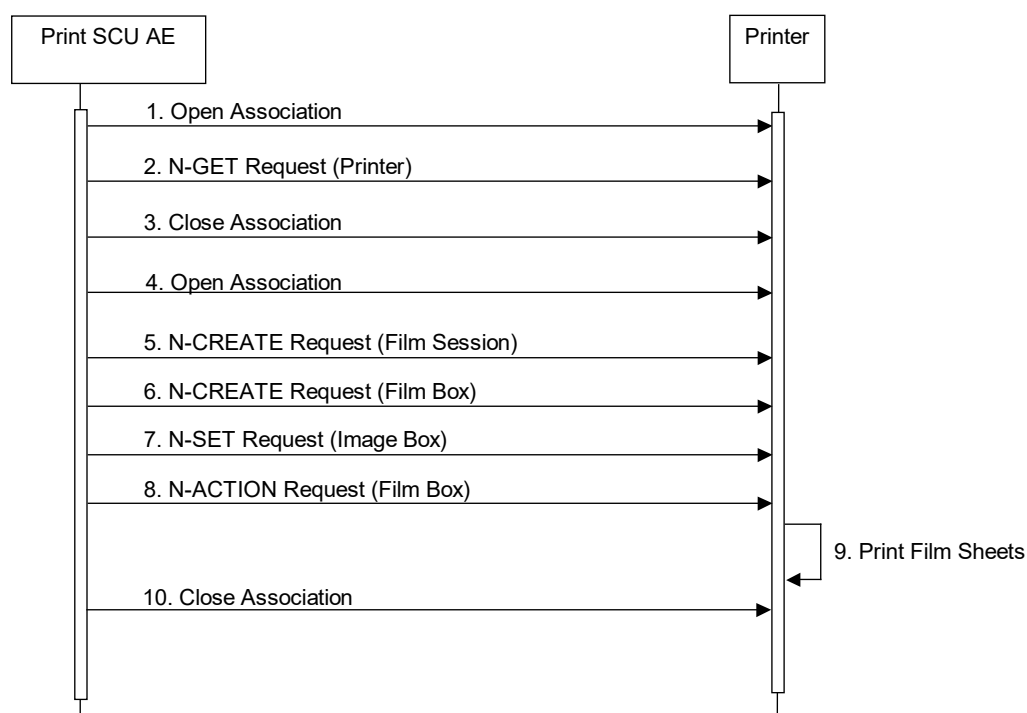 Print SCU AE
Printer
1. Open Association
2. N-GET Request (Printer)
3. Close Association
4. Open Association
5. N-CREATE Request (Film Session)
6. N-CREATE Request (Film Box)
7. N-SET Request (Image Box)
8. N-ACTION Request (Film Box)
9. Print Film Sheets
10. Close Association